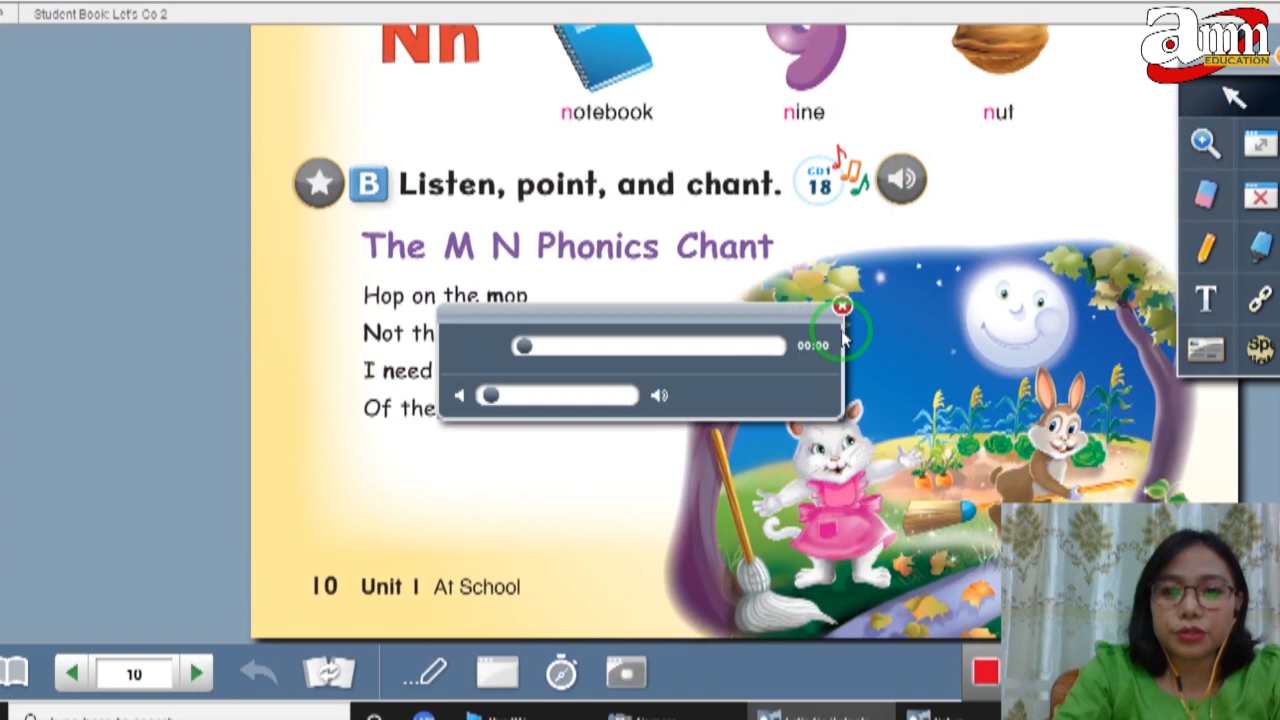 Student Book: Let's Go 2
amm
EDUCATION
Nn
notebook
nine
nut
B Listen, point, and chant.
CD1
18
The M N Phonics Chant
Hop on the mop
Not th
00:00
I need
Of the
T
10 Unit 1 At School
10